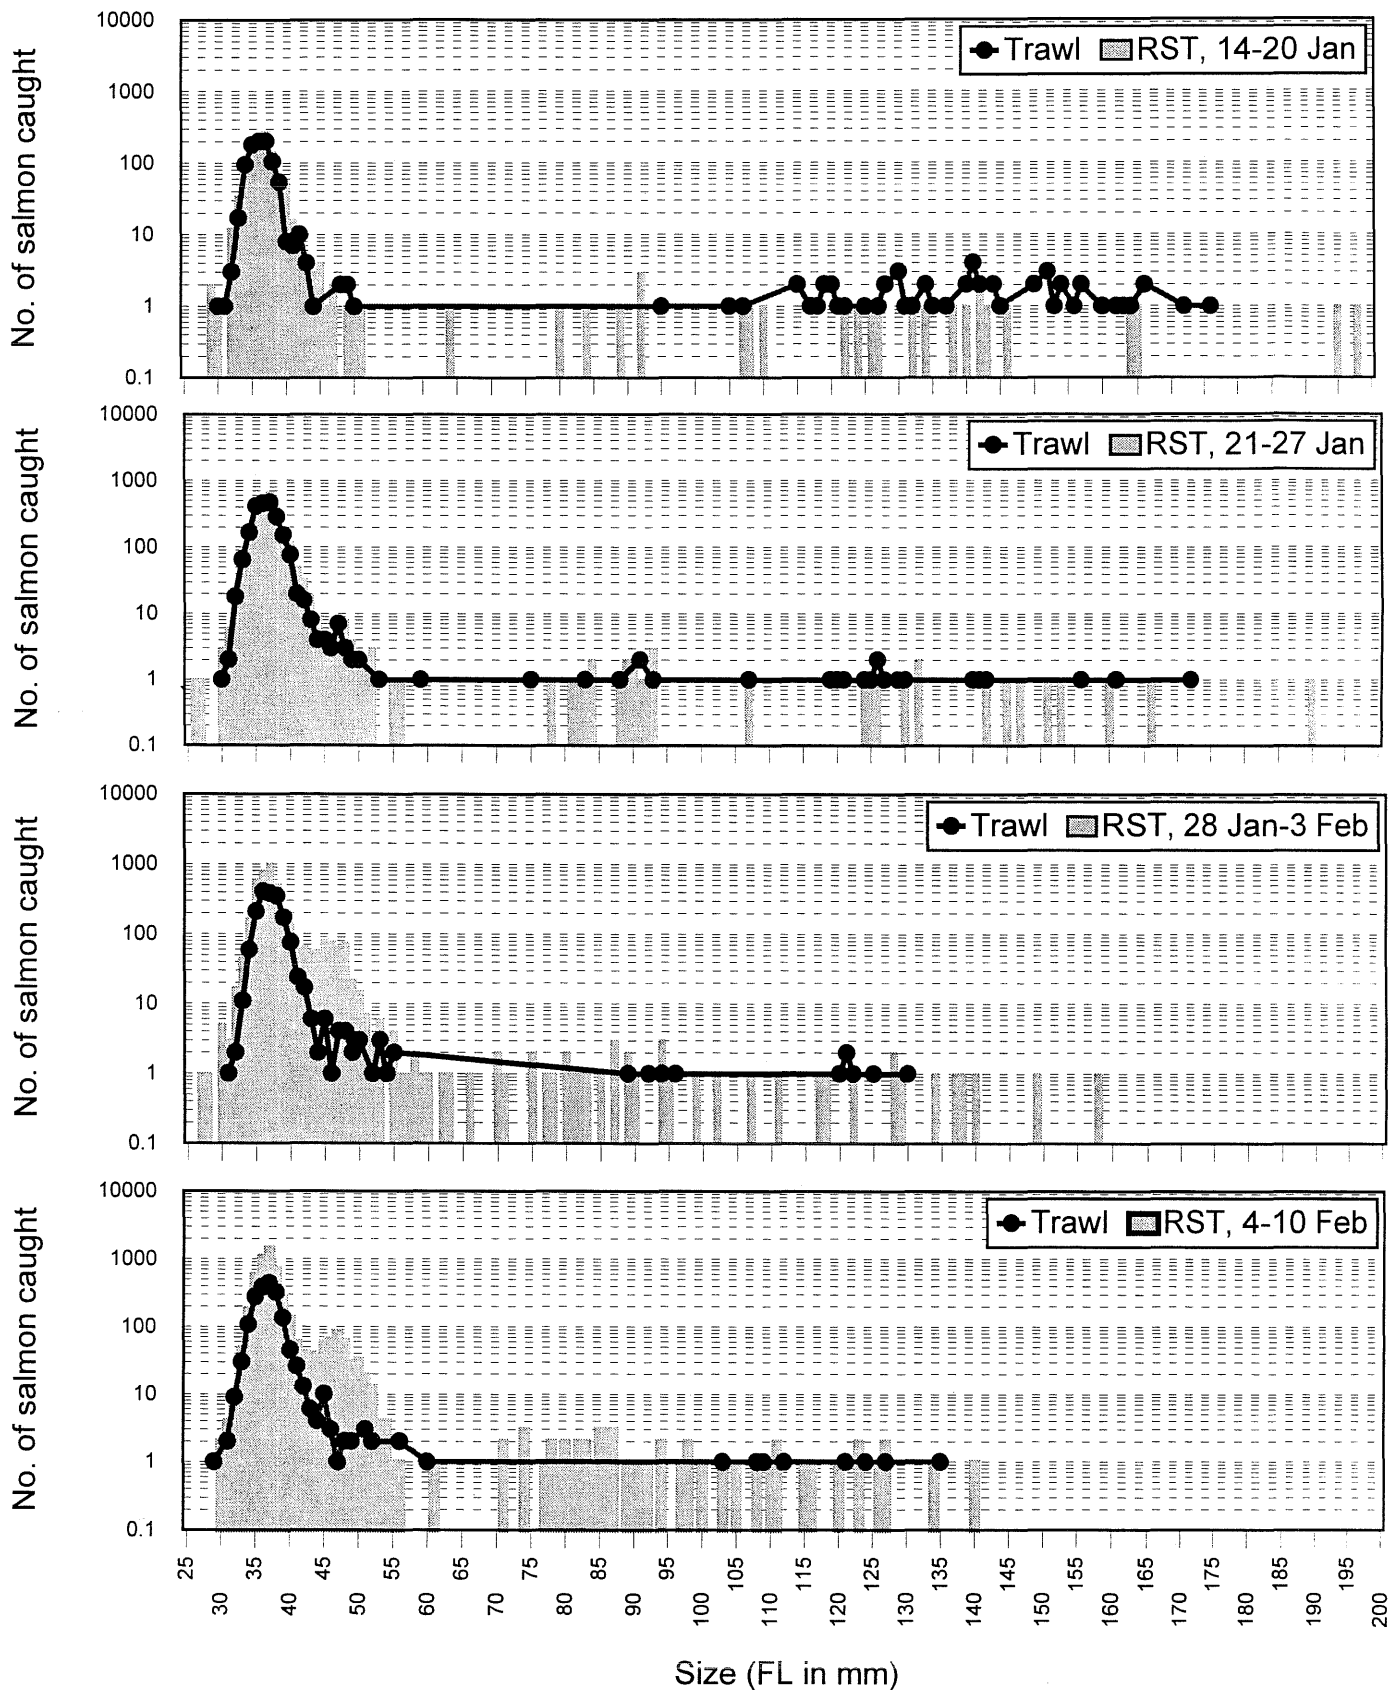 10000
1000
100
10
1
0.1
No. of salmon caught
Trawl RST, 14-20 Jan
10000
1000
100
10
1
0.1
No. of salmon caught
Trawl RST, 21-27 Jan
10000
1000
100
10
1
0.1
No. of salmon caught
Trawl RST, 28 Jan-3 Feb
10000
1000
100
10
1
0.1
No. of salmon caught
Trawl RST, 4-10 Feb
25 30 35 40 45 50 55 60 65 70 75 80 85 90 95 100 105 110 115 120 125 130 135 140 145 150 155 160 165 170 175 180 185 190 195 200
Size (FL in mm)